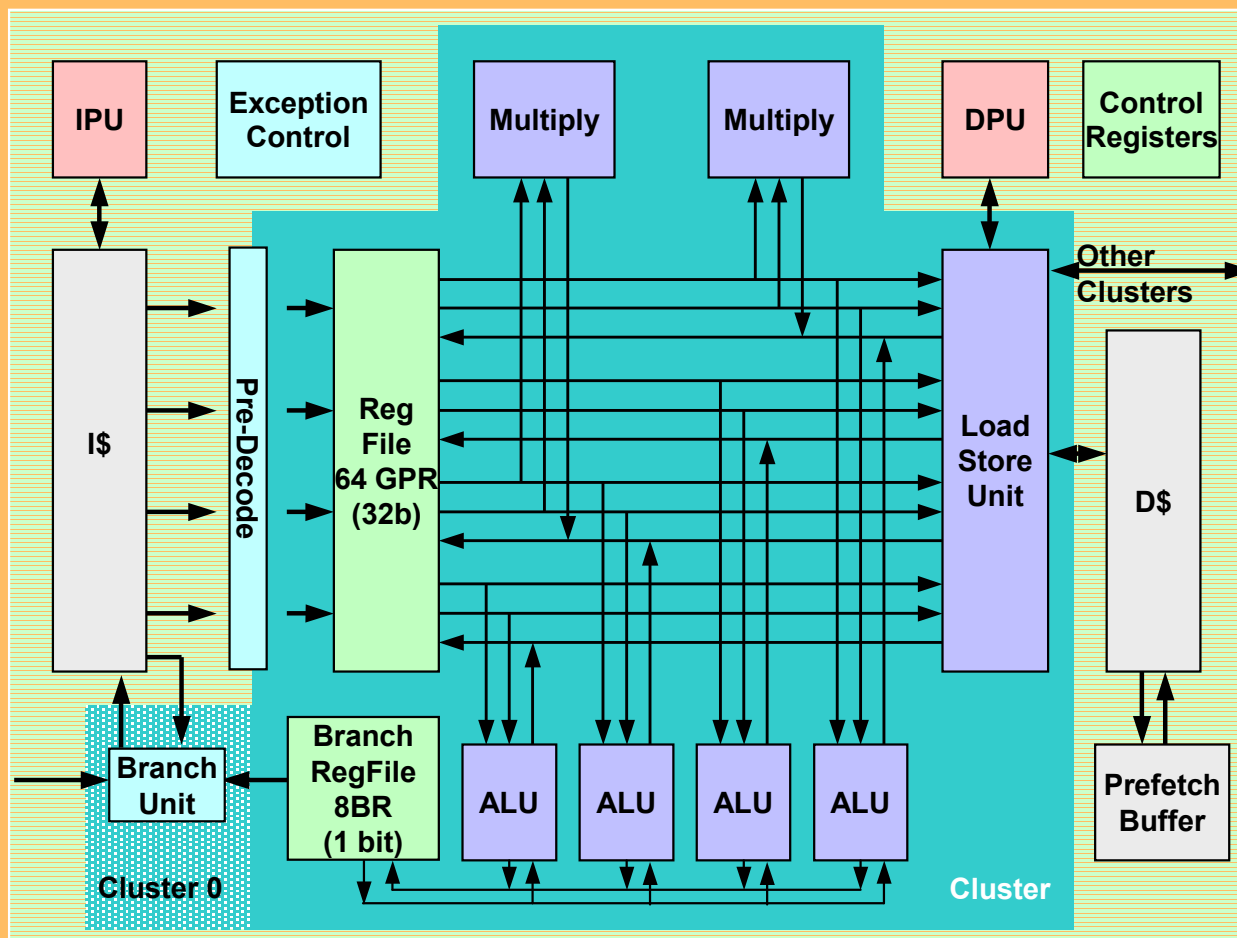 IPU
Exception
Control
Multiply
Multiply
DPU
Control
Registers
Other
Clusters
I$
Pre-Decode
Reg
File
64 GPR
(32b)
Load
Store
Unit
D$
Branch
Unit
Branch
RegFile
8BR
(1 bit)
ALU
ALU
ALU
ALU
Prefetch
Buffer
Cluster 0
Cluster